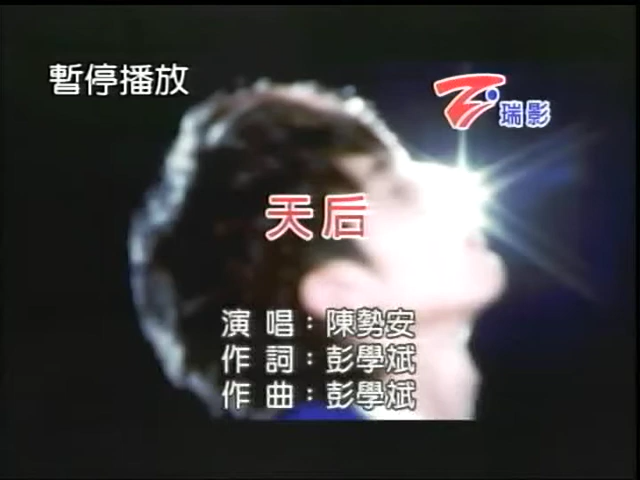 暫停播放
瑞影
天后
演 唱：陳勢安
作 詞：彭學斌
作 曲：彭學斌